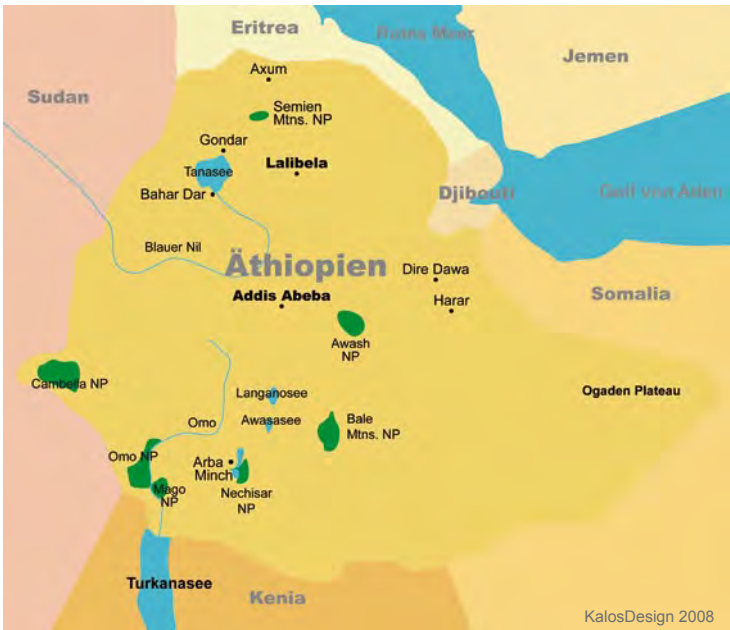 Eritrea
Rotes Meer
Jemen
Axum
Sudan
Semien
Mtns. NP
Gondar
Lalibela
Tanasee
Djibouti
Golf von Aden
Bahar Dar
Blauer Nil
Äthiopien
Dire Dawa
Somalia
Addis Abeba
Harar
Awash
NP
Cambella NP
Langanosee
Ogaden Plateau
Omo
Awasasee
Bale
Mtns. NP
Omo NP
Arba
Minch
Mago
NP
Nechisar
NP
Turkanasee
Kenia
KalosDesign 2008